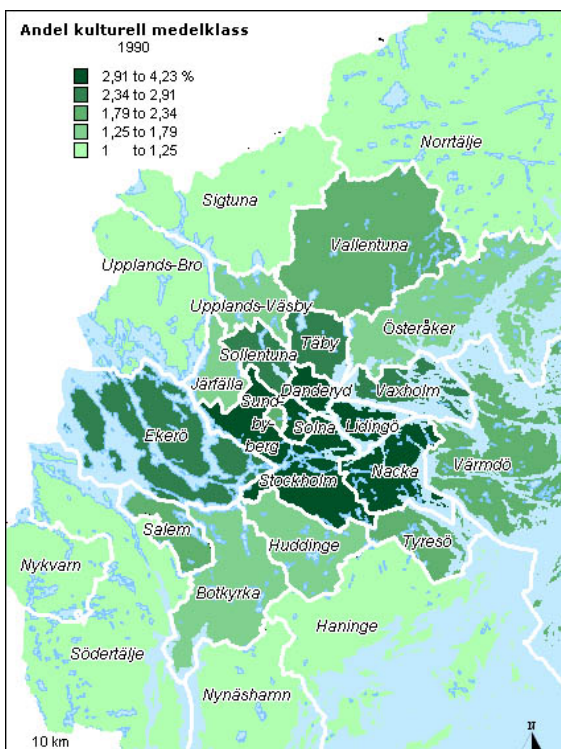 Andel kulturell medelklass
1990
2,91 to 4,23 %
2,34 to 2,91
1,79 to 2,34
1,25 to 1,79
1 to 1,25
Norrtälje
Sigtuna
Vallentuna
Upplands-Bro
Upplands-Väsby
Österåker
Täby
Sollentuna
Järfälla
Danderyd
Vaxholm
Sund-
by-
berg
Solna
Lidingö
Ekerö
Värmdö
Nacka
Stockholm
Salem
Huddinge
Tyresö
Nykvarn
Botkyrka
Haninge
Södertälje
Nynäshamn
10 km
N